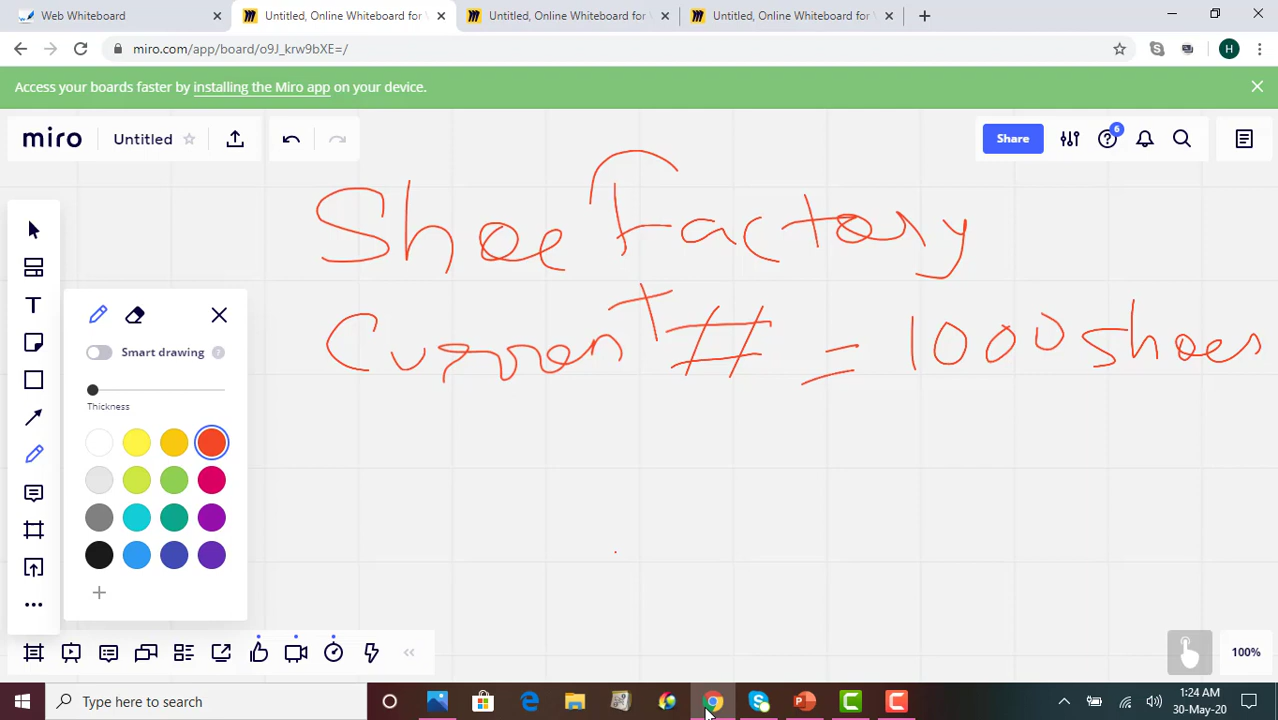 Web Whiteboard
Untitled, Online Whiteboard for
Untitled, Online Whiteboard for
Untitled, Online Whiteboard for
miro.com/app/board/o9J_krw9bXE=/
H
Access your boards faster by installing the Miro app on your device.
miro
Untitled
Share
6
Shoe Factory
Current # = 1000 Shoes
T
Smart drawing
Thickness
100%
Type here to search
1:24 AM
30-May-20